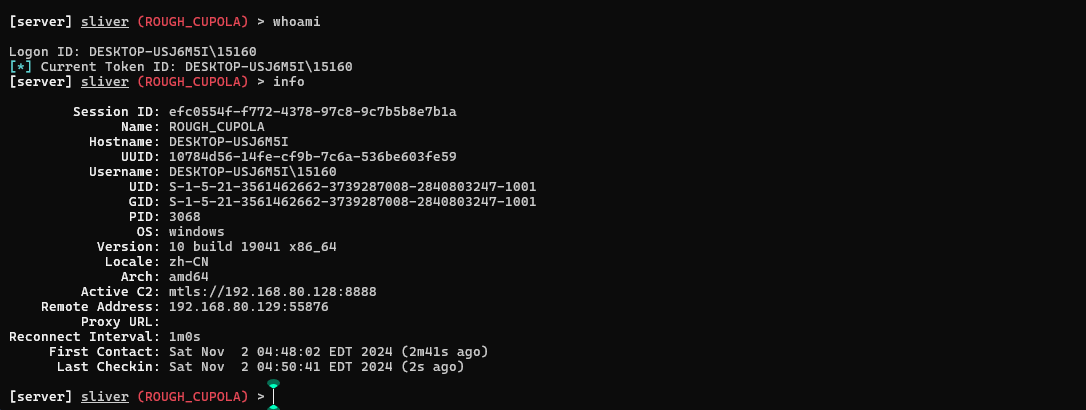 [server] sliver (ROUGH_CUPOLA) > whoami
Logon ID: DESKTOP-USJ6M5I\15160
[*] Current Token ID: DESKTOP-USJ6M5I\15160
[server] sliver (ROUGH_CUPOLA) > info
Session ID: efc0554f-f772-4378-97c8-9c7b5b8e7b1a
Name: ROUGH_CUPOLA
Hostname: DESKTOP-USJ6M5I
UUID: 10784d56-14fe-cf9b-7c6a-536be603fe59
Username: DESKTOP-USJ6M5I\15160
UID: S-1-5-21-3561462662-3739287008-2840803247-1001
GID: S-1-5-21-3561462662-3739287008-2840803247-1001
PID: 3068
OS: windows
Version: 10 build 19041 x86_64
Locale: zh-CN
Arch: amd64
Active C2: mtls://192.168.80.128:8888
Remote Address: 192.168.80.129:55876
Proxy URL:
Reconnect Interval: 1m0s
First Contact: Sat Nov  2 04:48:02 EDT 2024 (2m41s ago)
Last Checkin: Sat Nov  2 04:50:41 EDT 2024 (2s ago)
[server] sliver (ROUGH_CUPOLA) >